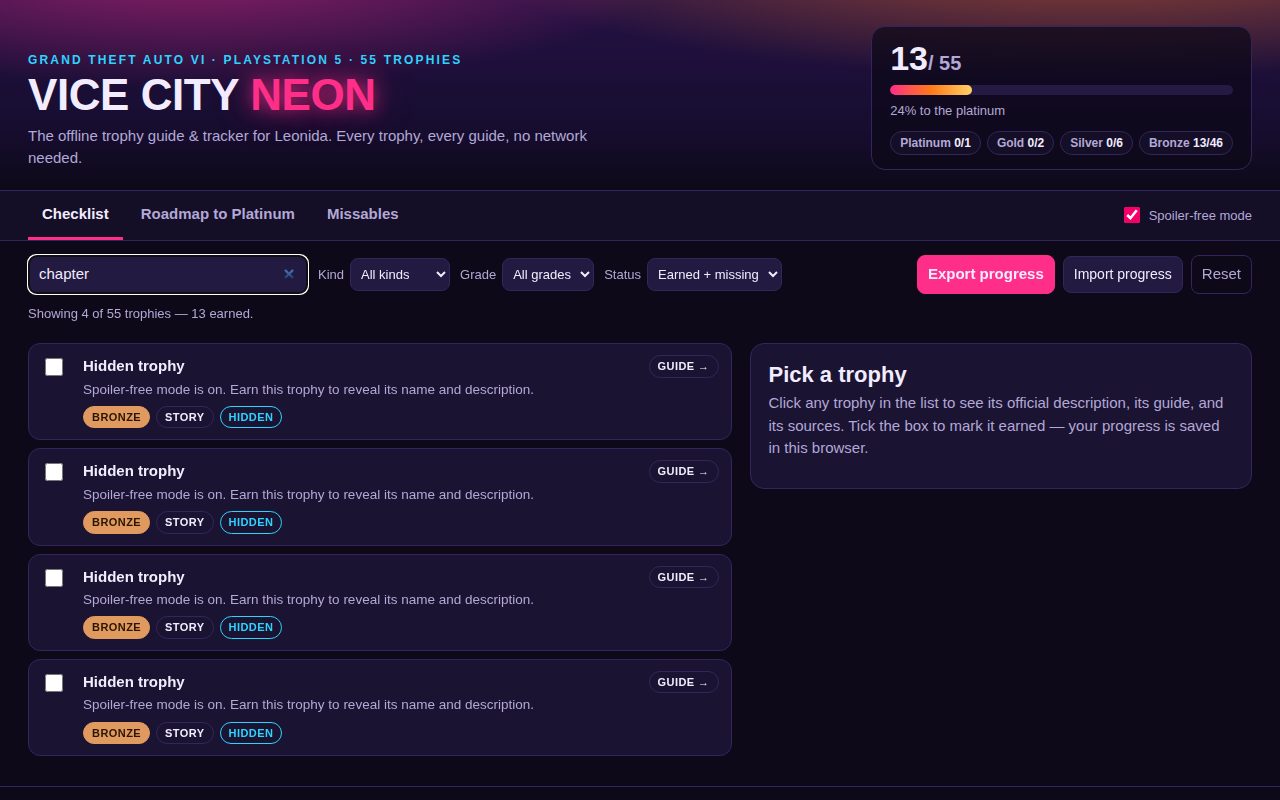 GRAND THEFT AUTO VI · PLAYSTATION 5 · 55 TROPHIES
VICE CITY NEON
The offline trophy guide & tracker for Leonida. Every trophy, every guide, no network
needed.
13/ 55
24% to the platinum
Platinum 0/1 Gold 0/2 Silver 0/6 Bronze 13/46
Checklist Roadmap to Platinum Missables
Spoiler-free mode
chapter
Kind All kinds Grade All grades Status Earned + missing
Export progress Import progress Reset
Showing 4 of 55 trophies — 13 earned.
Hidden trophy GUIDE →
Spoiler-free mode is on. Earn this trophy to reveal its name and description.
BRONZE STORY HIDDEN
Hidden trophy GUIDE →
Spoiler-free mode is on. Earn this trophy to reveal its name and description.
BRONZE STORY HIDDEN
Hidden trophy GUIDE →
Spoiler-free mode is on. Earn this trophy to reveal its name and description.
BRONZE STORY HIDDEN
Hidden trophy GUIDE →
Spoiler-free mode is on. Earn this trophy to reveal its name and description.
BRONZE STORY HIDDEN
Pick a trophy
Click any trophy in the list to see its official description, its guide, and
its sources. Tick the box to mark it earned — your progress is saved
in this browser.